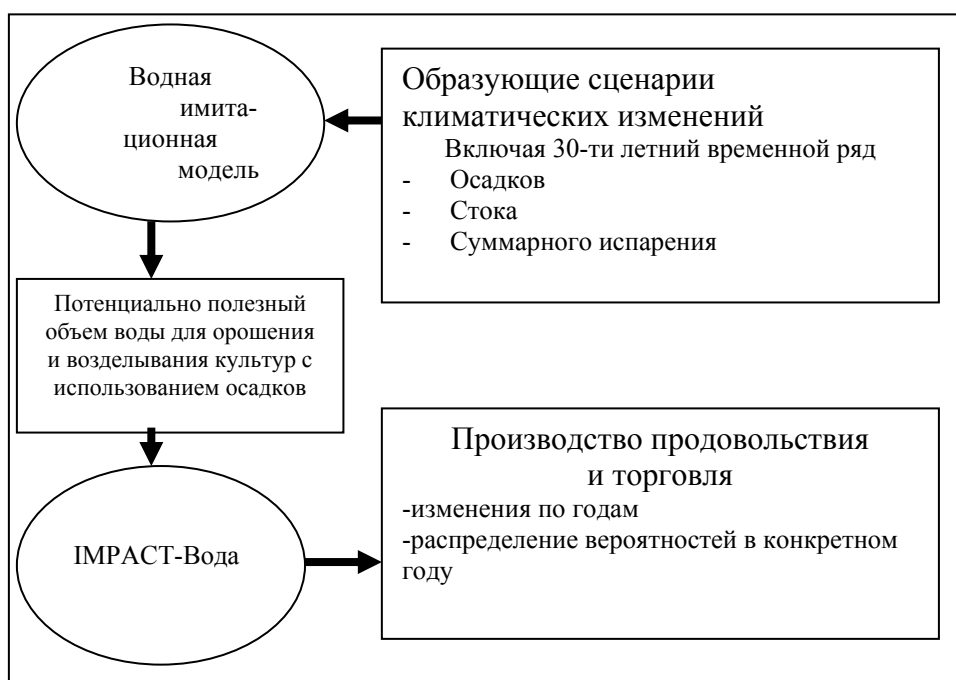 Водная
имита-
ционная
модель
Образующие сценарии
климатических изменений
Включая 30-ти летний временной ряд
- Осадков
- Стока
- Суммарного испарения
Потенциально полезный
объем воды для орошения
и возделывания культур с
использованием осадков
IMPACT-Вода
Производство продовольствия
и торговля
-изменения по годам
-распределение вероятностей в конкретном
году